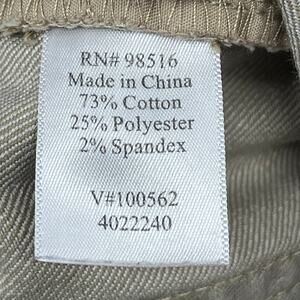 RN# 98516
Made in China
73% Cotton
25% Polyester
2% Spandex
V#100562
4022240